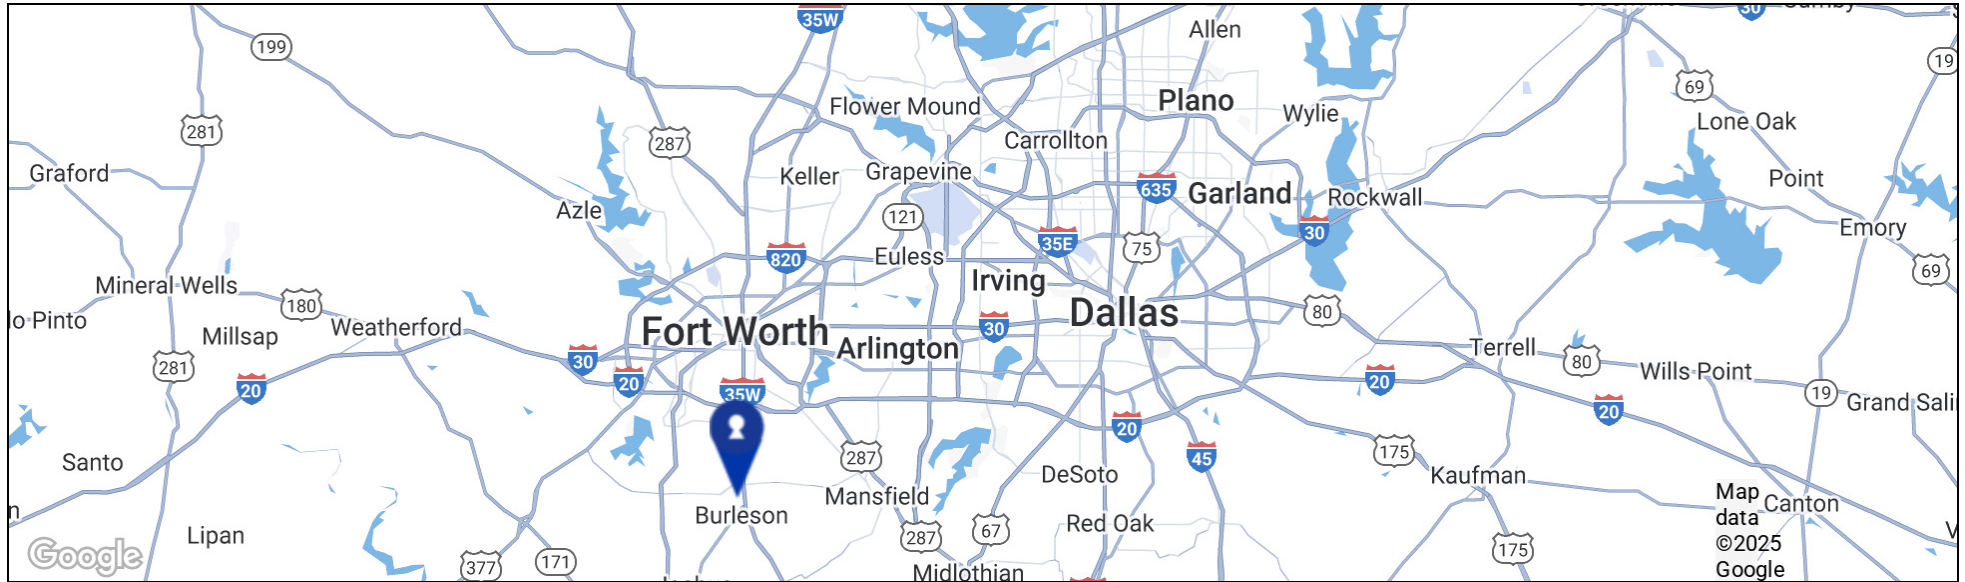 35W
30
199
Allen
19
69
Plano
Flower Mound
Wylie
Lone Oak
281
287
Carrollton
Graford
Keller
Grapevine
635
Garland
Rockwall
Point
Azle
121
30
Emory
35E
75
820
Euless
69
Mineral Wells
Irving
180
80
Dallas
lo Pinto
Millsap
Weatherford
Fort Worth
30
Arlington
Terrell
80
Wills Point
281
30
20
20
35W
20
19
Grand Sali
20
20
175
Santo
287
45
DeSoto
Kaufman
Mansfield
Map
data
©2025
Google
Canton
n
Burleson
67
Red Oak
V
Lipan
287
175
Google
377
171
Midlothian